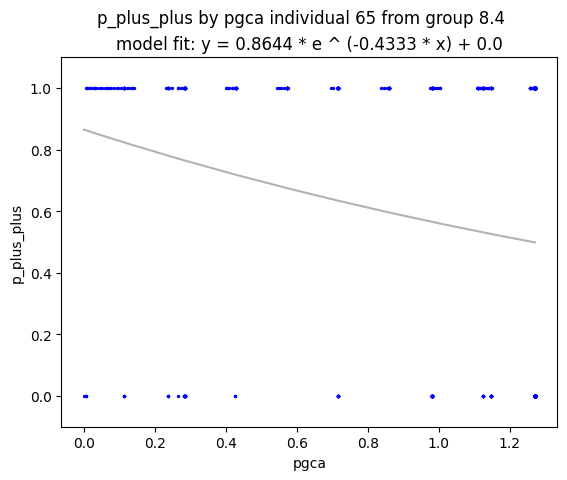 p_plus_plus by pgca individual 65 from group 8.4
model fit: y = 0.8644 * e ^ (-0.4333 * x) + 0.0
1.0
0.8
0.6
0.4
0.2
0.0
p_plus_plus
0.0 0.2 0.4 0.6 0.8 1.0 1.2
pgca